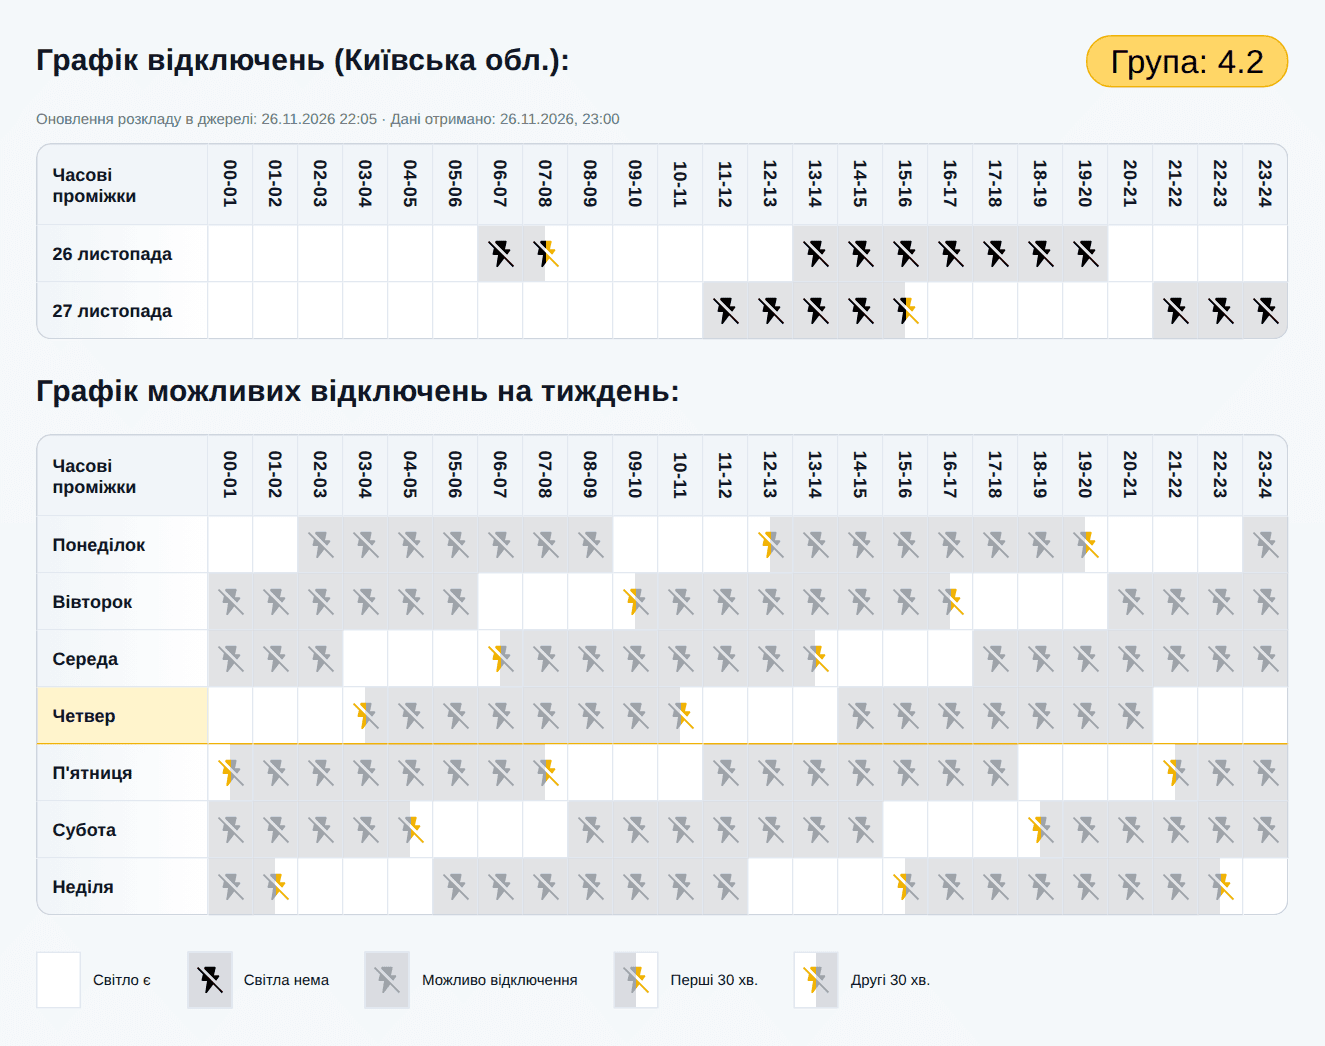 Графік відключень (Київська обл.):
Група: 4.2
Оновлення розкладу в джерелі: 26.11.2026 22:05 · Дані отримано: 26.11.2026, 23:00
Часові
проміжки
00-01 01-02 02-03 03-04 04-05 05-06 06-07 07-08 08-09 09-10 10-11 11-12 12-13 13-14 14-15 15-16 16-17 17-18 18-19 19-20 20-21 21-22 22-23 23-24
26 листопада
27 листопада
Графік можливих відключень на тиждень:
Часові
проміжки
00-01 01-02 02-03 03-04 04-05 05-06 06-07 07-08 08-09 09-10 10-11 11-12 12-13 13-14 14-15 15-16 16-17 17-18 18-19 19-20 20-21 21-22 22-23 23-24
Понеділок
Вівторок
Середа
Четвер
П'ятниця
Субота
Неділя
Світло є
Світла нема
Можливо відключення
Перші 30 хв.
Другі 30 хв.